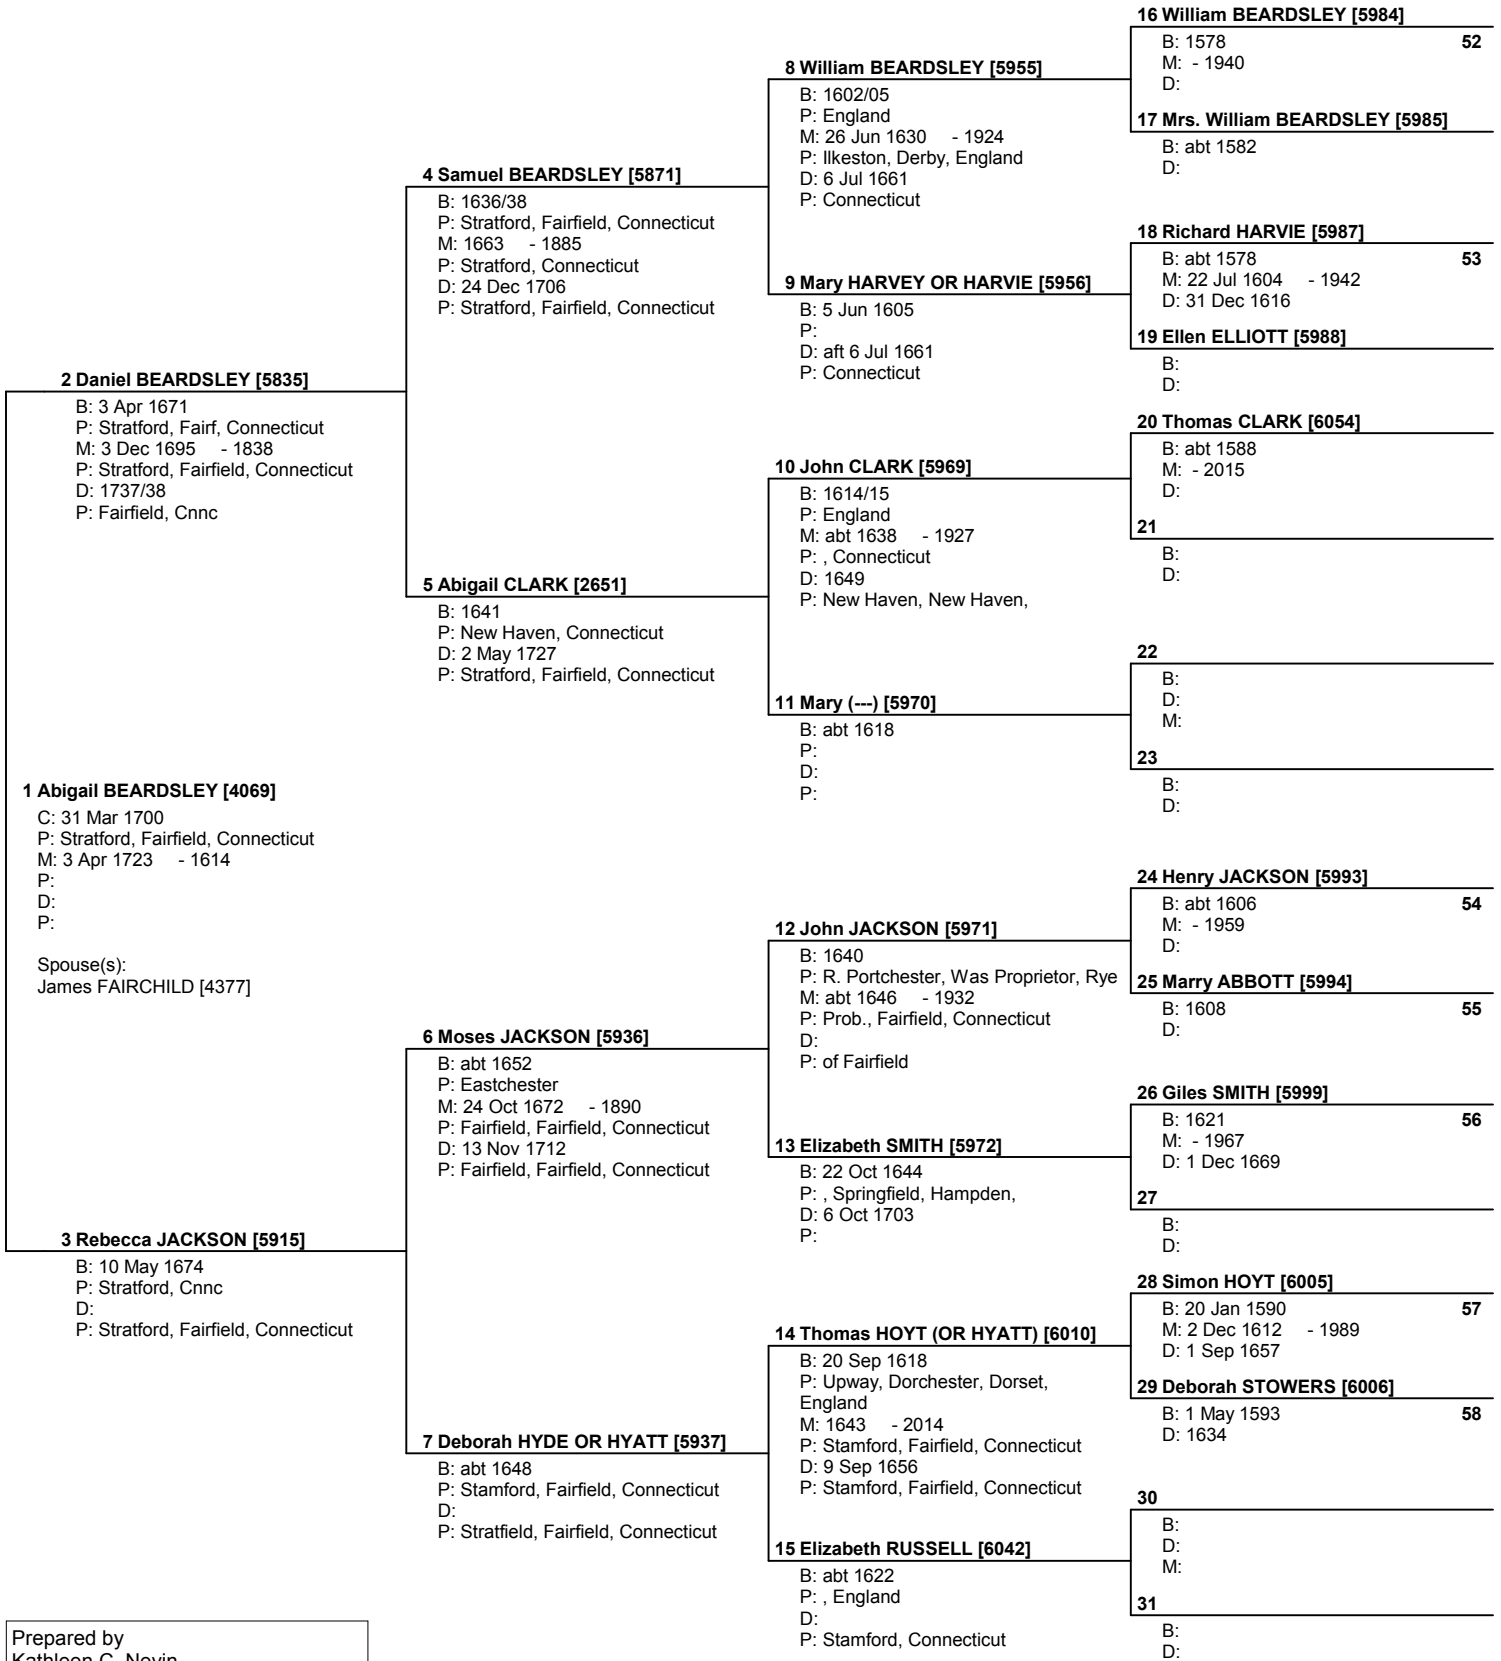 1 Abigail BEARDSLEY [4069]
C: 31 Mar 1700
P: Stratford, Fairfield, Connecticut
M: 3 Apr 1723 - 1614
P:
D:
P:
Spouse(s):
James FAIRCHILD [4377]
2 Daniel BEARDSLEY [5835]
B: 3 Apr 1671
P: Stratford, Fairf, Connecticut
M: 3 Dec 1695 - 1838
P: Stratford, Fairfield, Connecticut
D: 1737/38
P: Fairfield, Cnnc
3 Rebecca JACKSON [5915]
B: 10 May 1674
P: Stratford, Cnnc
D:
P: Stratford, Fairfield, Connecticut
4 Samuel BEARDSLEY [5871]
B: 1636/38
P: Stratford, Fairfield, Connecticut
M: 1663 - 1885
P: Stratford, Connecticut
D: 24 Dec 1706
P: Stratford, Fairfield, Connecticut
5 Abigail CLARK [2651]
B: 1641
P: New Haven, Connecticut
D: 2 May 1727
P: Stratford, Fairfield, Connecticut
6 Moses JACKSON [5936]
B: abt 1652
P: Eastchester
M: 24 Oct 1672 - 1890
P: Fairfield, Fairfield, Connecticut
D: 13 Nov 1712
P: Fairfield, Fairfield, Connecticut
7 Deborah HYDE OR HYATT [5937]
B: abt 1648
P: Stamford, Fairfield, Connecticut
D:
P: Stratfield, Fairfield, Connecticut
8 William BEARDSLEY [5955]
B: 1602/05
P: England
M: 26 Jun 1630 - 1924
P: Ilkeston, Derby, England
D: 6 Jul 1661
P: Connecticut
9 Mary HARVEY OR HARVIE [5956]
B: 5 Jun 1605
P:
D: aft 6 Jul 1661
P: Connecticut
10 John CLARK [5969]
B: 1614/15
P: England
M: abt 1638 - 1927
P: , Connecticut
D: 1649
P: New Haven, New Haven,
11 Mary (---) [5970]
B: abt 1618
P:
D:
P:
12 John JACKSON [5971]
B: 1640
P: R. Portchester, Was Proprietor, Rye
M: abt 1646 - 1932
P: Prob., Fairfield, Connecticut
D:
P: of Fairfield
13 Elizabeth SMITH [5972]
B: 22 Oct 1644
P: , Springfield, Hampden,
D: 6 Oct 1703
P:
14 Thomas HOYT (OR HYATT) [6010]
B: 20 Sep 1618
P: Upway, Dorchester, Dorset,
England
M: 1643 - 2014
P: Stamford, Fairfield, Connecticut
D: 9 Sep 1656
P: Stamford, Fairfield, Connecticut
15 Elizabeth RUSSELL [6042]
B: abt 1622
P: , England
D:
P: Stamford, Connecticut
16 William BEARDSLEY [5984]
B: 1578 52
M: - 1940
D:
17 Mrs. William BEARDSLEY [5985]
B: abt 1582
D:
18 Richard HARVIE [5987]
B: abt 1578 53
M: 22 Jul 1604 - 1942
D: 31 Dec 1616
19 Ellen ELLIOTT [5988]
B:
D:
20 Thomas CLARK [6054]
B: abt 1588
M: - 2015
D:
21
B:
D:
22
B:
D:
M:
23
B:
D:
24 Henry JACKSON [5993]
B: abt 1606 54
M: - 1959
D:
25 Marry ABBOTT [5994]
B: 1608 55
D:
26 Giles SMITH [5999]
B: 1621 56
M: - 1967
D: 1 Dec 1669
27
B:
D:
28 Simon HOYT [6005]
B: 20 Jan 1590 57
M: 2 Dec 1612 - 1989
D: 1 Sep 1657
29 Deborah STOWERS [6006]
B: 1 May 1593 58
D: 1634
30
B:
D:
M:
31
B:
D:
Prepared by
Kathleen C. Nevin